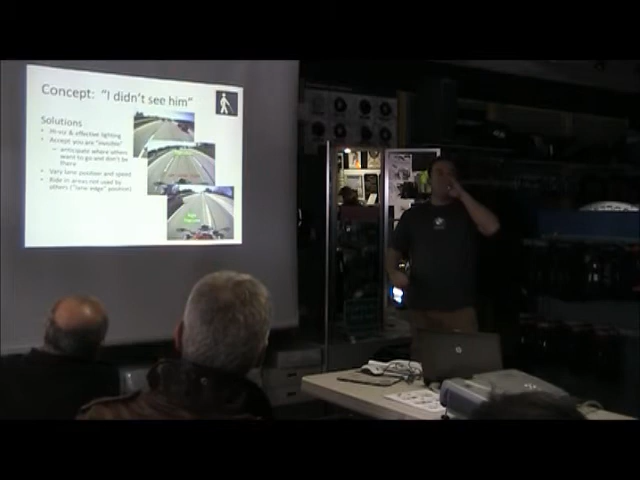 Concept: "I didn't see him"
Solutions
• Hi-viz & effective lighting
• Accept you are "invisible"
– anticipate where others
want to go and don't be
there
• Vary lane position and speed
• Ride in areas not used by
others ("lane edge" position)
hp